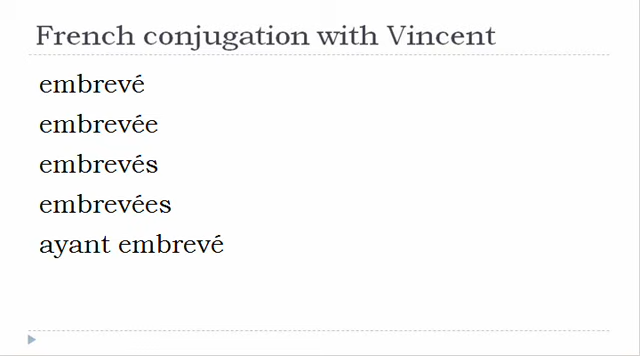 French conjugation with Vincent
embrevé
embrevée
embrevés
embrevées
ayant embrevé